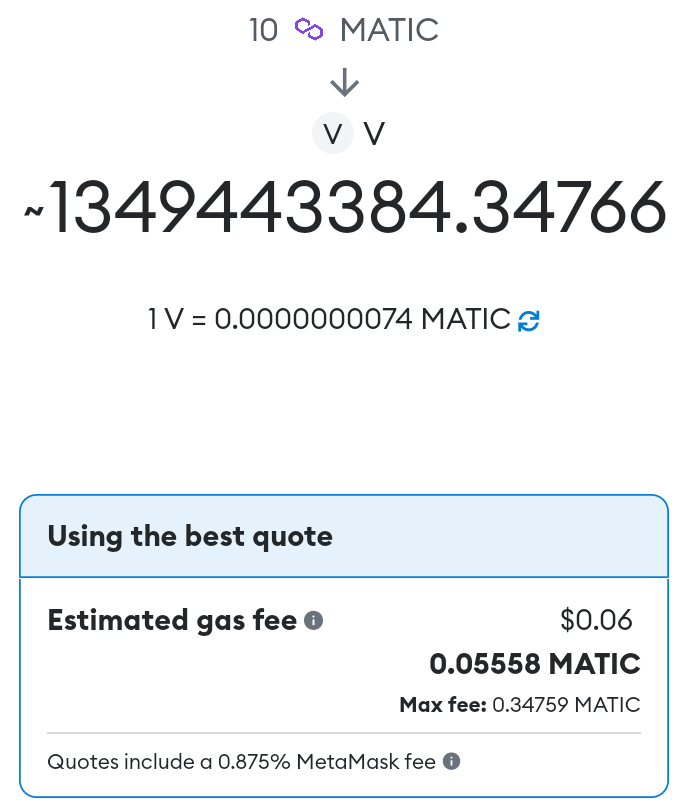 10 MATIC
V V
~1349443384.34766
1 V = 0.0000000074 MATIC
Using the best quote
Estimated gas fee $0.06
0.05558 MATIC
Max fee: 0.34759 MATIC
Quotes include a 0.875% MetaMask fee